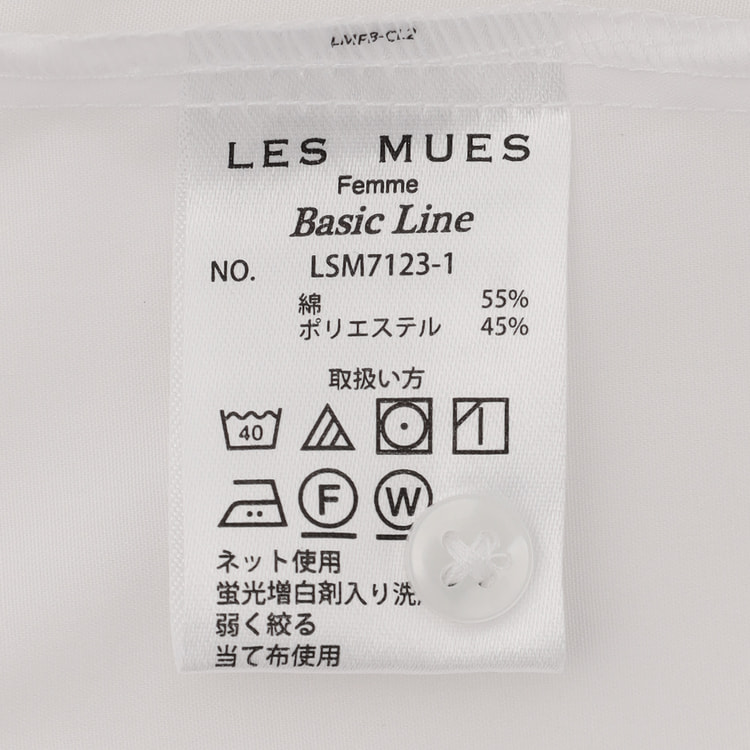 LES MUES
Femme
Basic Line
NO. LSM7123-1
綿 55%
ポリエステル 45%
取扱い方
40
F W
ネット使用
蛍光増白剤入り洗
弱く絞る
当て布使用